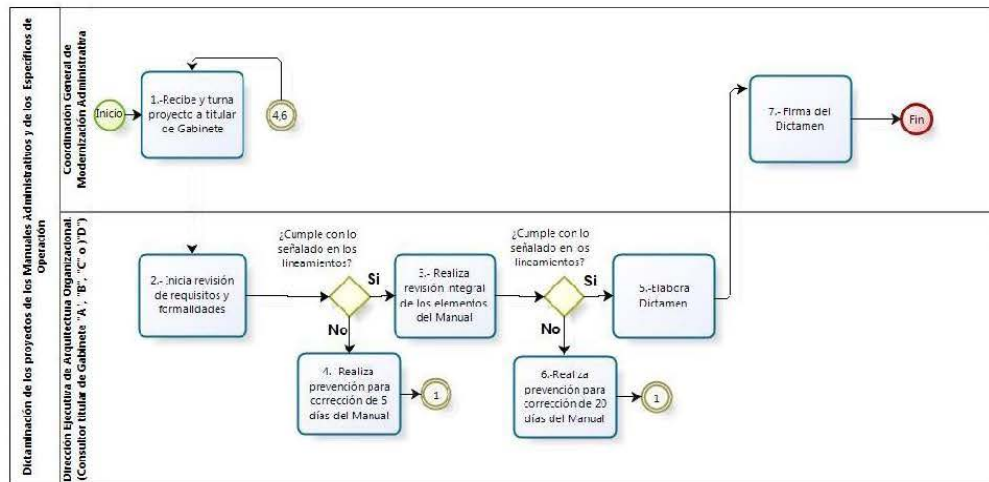 Dictaminación de los proyectos de los Manuales Administrativos y de los Específicos de
Operación
Coordinación General de
Modernización Administrativa
Inicio
1.-Recibe y turna
proyecto a titular
de Gabinete
4,6
7.- Firma del
Dictamen
Fin
Dirección Ejecutiva de Arquitectura Organizacional.
(Consultor titular de Gabinete "A", "B", "C" o )"D")
2.- Inicia revisión
de requisitos y
formalidades
¿Cumple con lo
señalado en los
lineamientos?
Si
No
3.- Realiza
revisión integral
de los elementos
del Manual
¿Cumple con lo
señalado en os
lineamientos?
Si
No
5.-Elabora
Dictamen
4.- Realiza
prevención para
corrección de 5
días del Manual
1
6.-Realiza
prevención para
corrección de 20
días del Manual
1